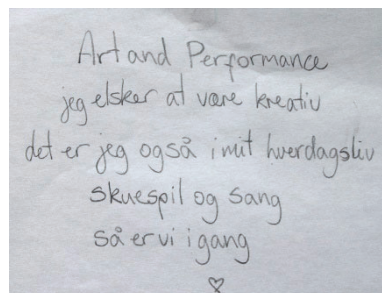 Art and Performance
jeg elsker at være kreativ
det er jeg også i mit hverdagsliv
skuespil og sang
så er vi i gang
♡